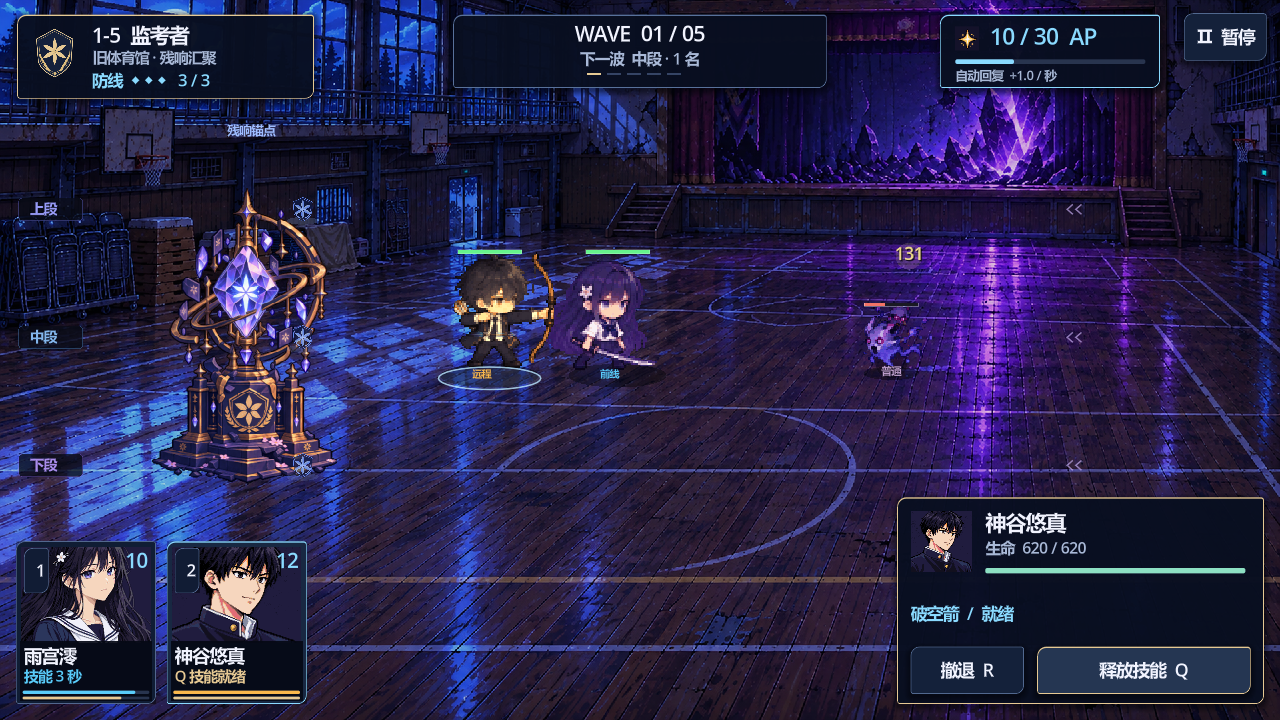 1-5 监考者
旧体育馆 · 残响汇聚
防线 3 / 3
WAVE 01 / 05
下一波 中段 · 1 名
10 / 30 AP
自动回复 +1.0 / 秒
暂停
残响锚点
上段
中段
下段
131
远程
前线
普通
1
10
雨宫澪
技能 3 秒
2
12
神谷悠真
Q 技能就绪
神谷悠真
生命 620 / 620
破空箭 / 就绪
撤退 R
释放技能 Q